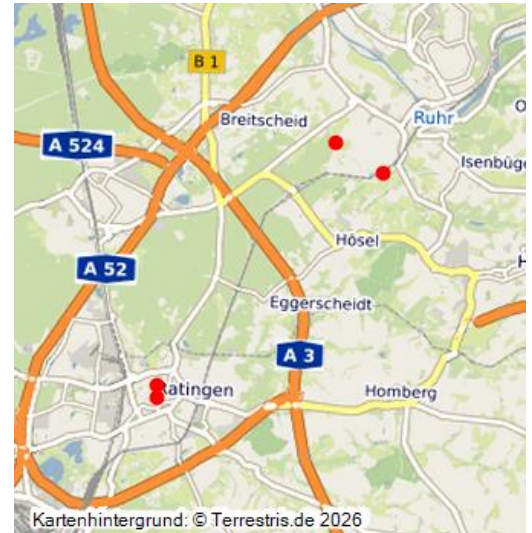 B 1
Breitscheid
Ruhr
A 524
Isenbüge
Hösel
A 52
Eggerscheidt
A 3
Ratingen
Homberg
Kartenhintergrund: © Terrestris.de 2026